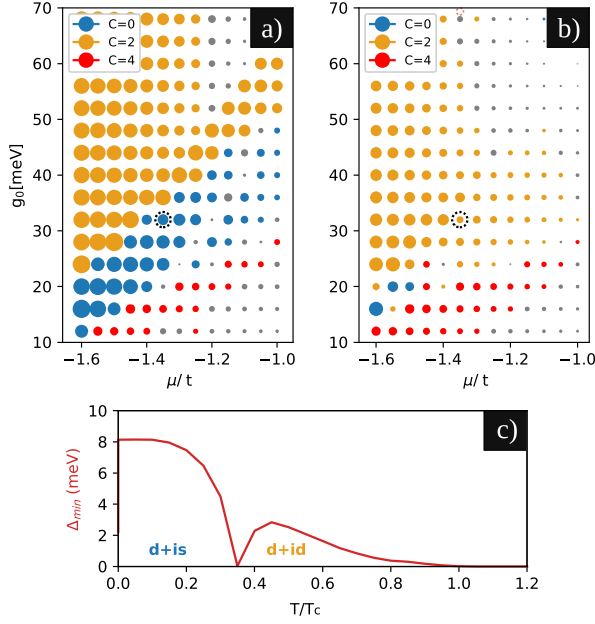 a)
C=0
C=2
C=4
g₀[meV]
70
60
50
40
30
20
10
−1.6
−1.4
−1.2
−1.0
μ/ t
b)
C=0
C=2
C=4
70
60
50
40
30
20
10
−1.6
−1.4
−1.2
−1.0
μ/ t
c)
Δmin (meV)
10
8
6
4
2
0
d+is
d+id
0.0
0.2
0.4
0.6
0.8
1.0
1.2
T/Tc